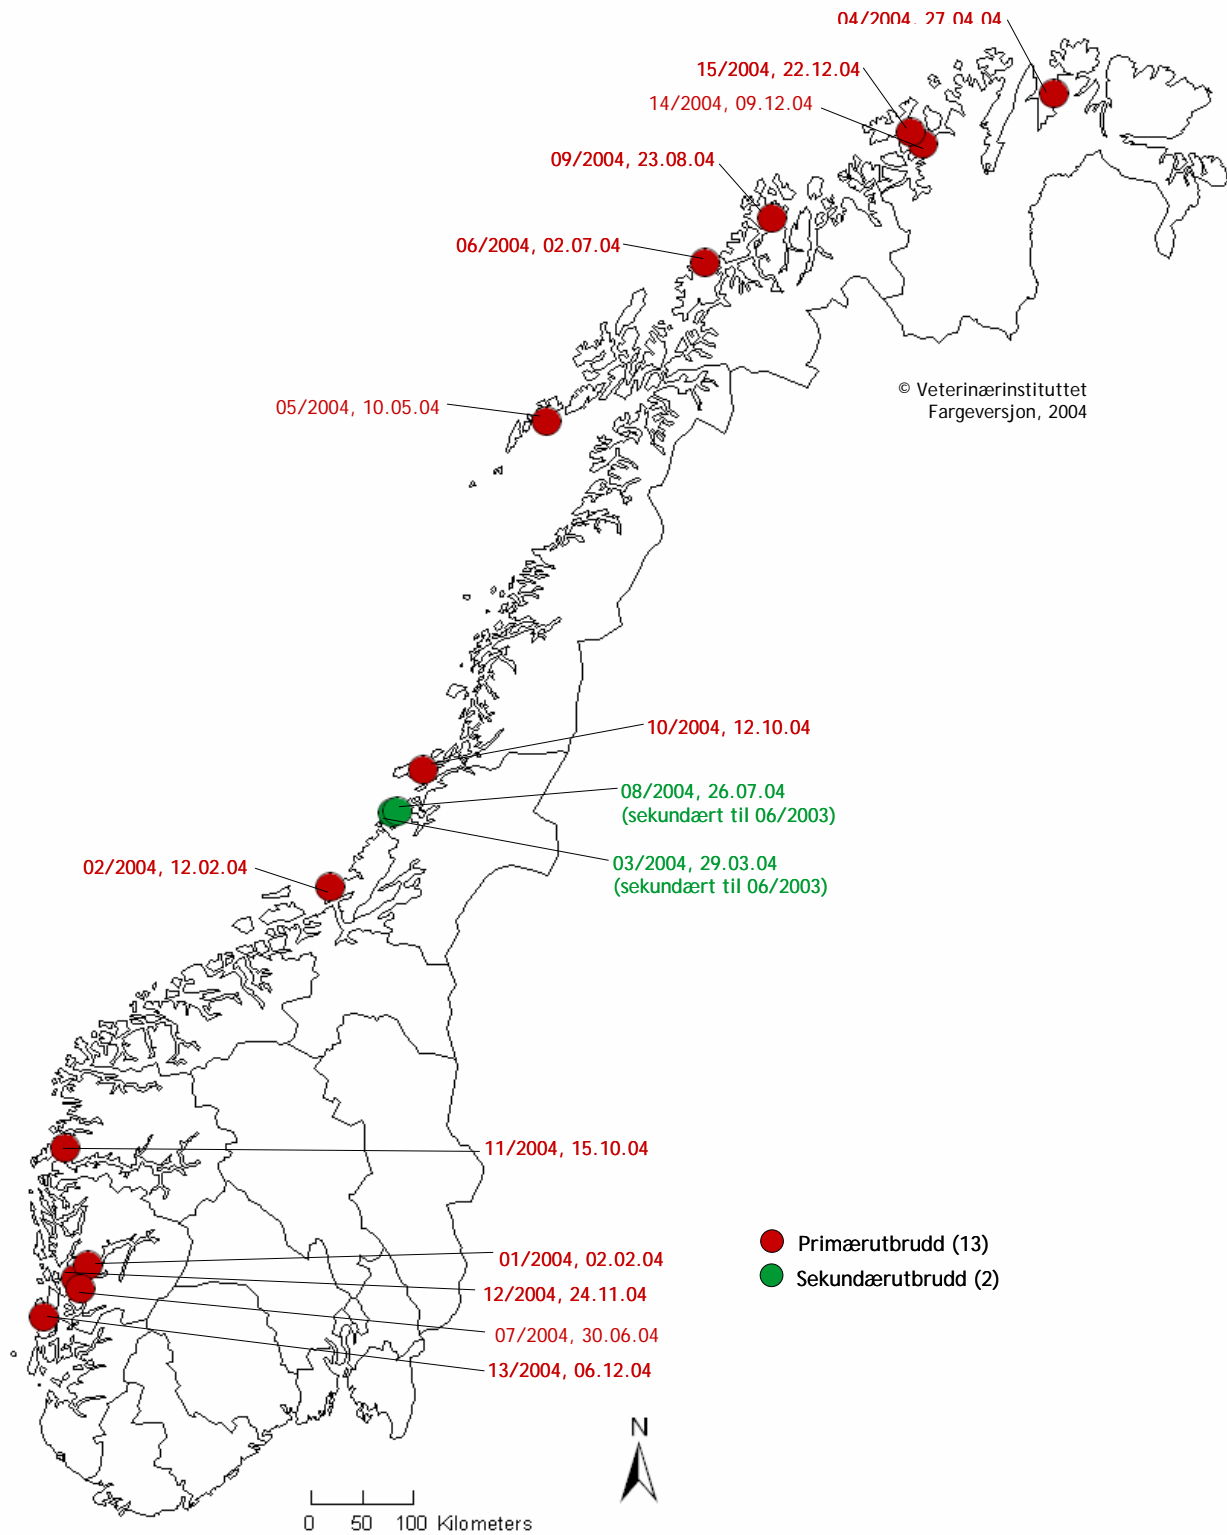 04/2004, 27.04.04
15/2004, 22.12.04
14/2004, 09.12.04
09/2004, 23.08.04
06/2004, 02.07.04
© Veterinærinstituttet
Fargeversjon, 2004
05/2004, 10.05.04
10/2004, 12.10.04
08/2004, 26.07.04
(sekundært til 06/2003)
03/2004, 29.03.04
(sekundært til 06/2003)
02/2004, 12.02.04
11/2004, 15.10.04
Primærutbrudd (13)
Sekundærutbrudd (2)
01/2004, 02.02.04
12/2004, 24.11.04
07/2004, 30.06.04
13/2004, 06.12.04
N
0 50 100 Kilometers